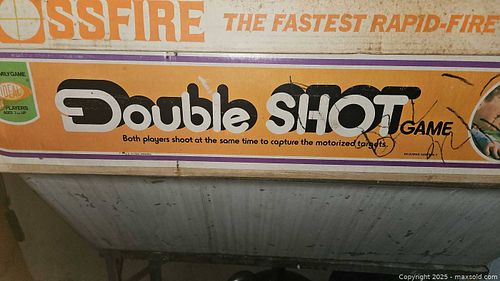 SSFIRE THE FASTEST RAPID-FIRE
IDEAL
PLAYERS
Double SHOT GAME
Both players shoot at the same time to capture the motorized targets.
Copyright 2025 - maxsold.com